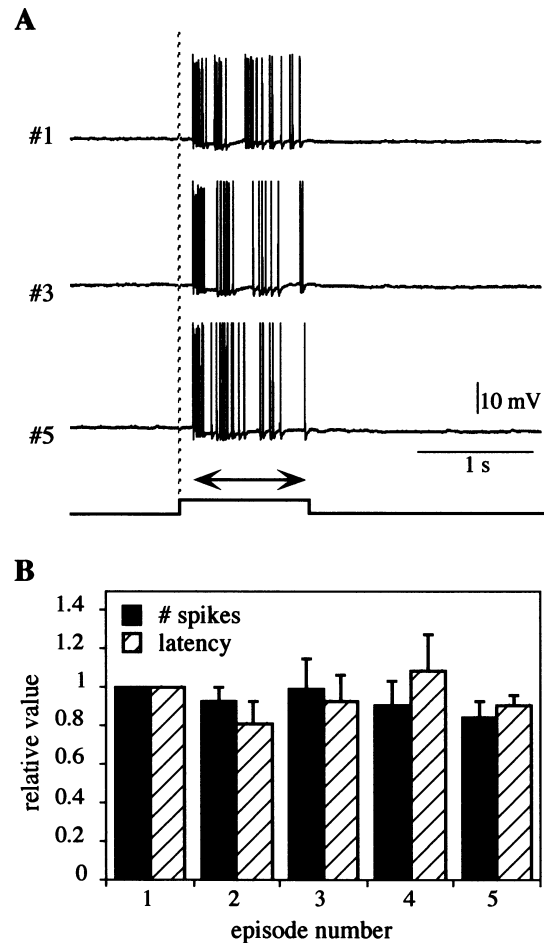 A
#1
#3
#5
10 mV
1 s
B
# spikes
latency
relative value
1.4
1.2
1
0.8
0.6
0.4
0.2
0
1 2 3 4 5
episode number